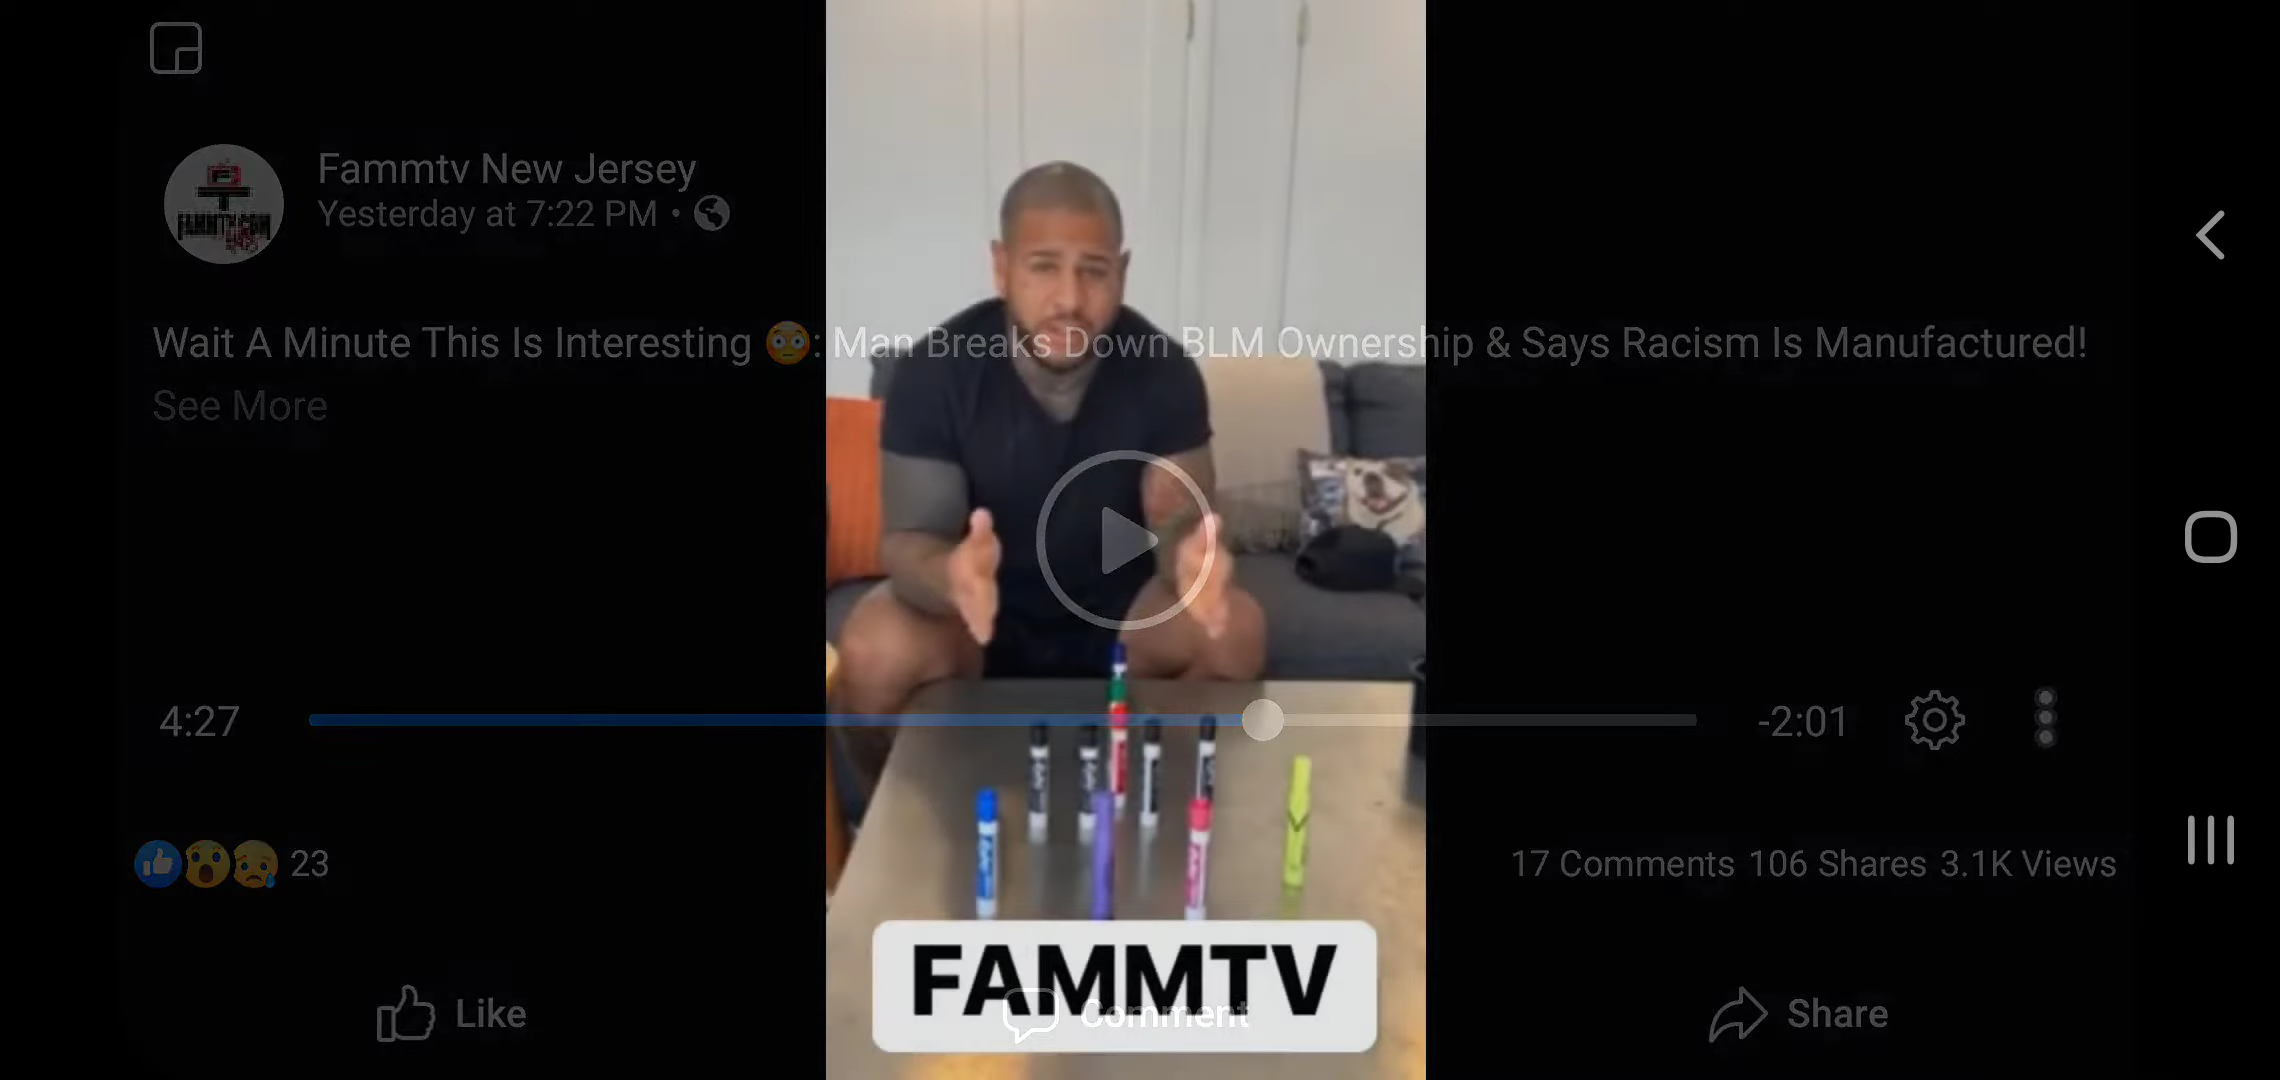 Fammtv New Jersey
Yesterday at 7:22 PM •
Wait A Minute This Is Interesting 😳: Man Breaks Down BLM Ownership & Says Racism Is Manufactured!
See More
4:27
-2:01
23
17 Comments 106 Shares 3.1K Views
FAMMTV
Like
Comment
Share